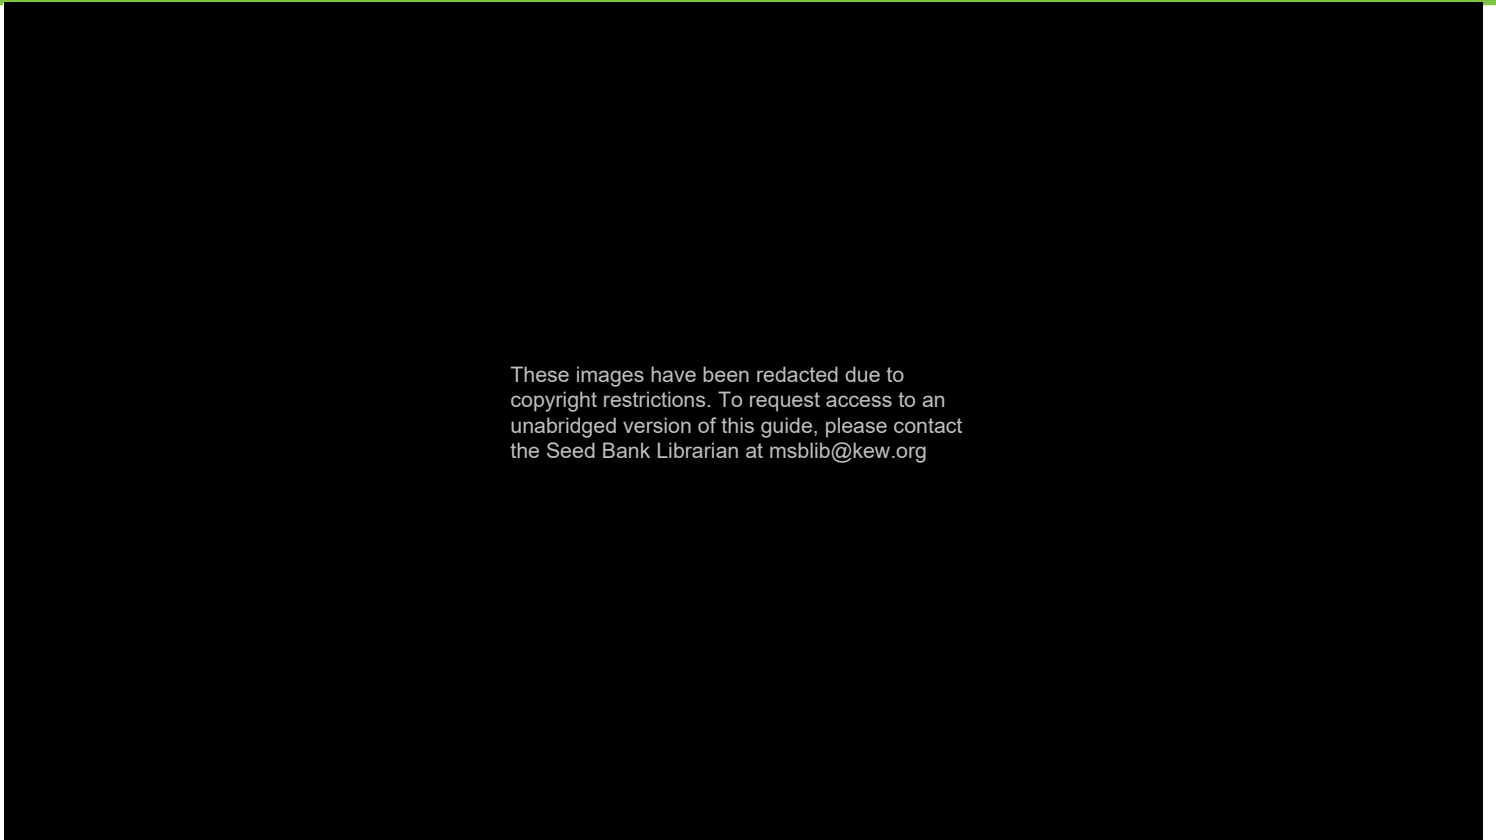 These images have been redacted due to
copyright restrictions. To request access to an
unabridged version of this guide, please contact
the Seed Bank Librarian at msblib@kew.org